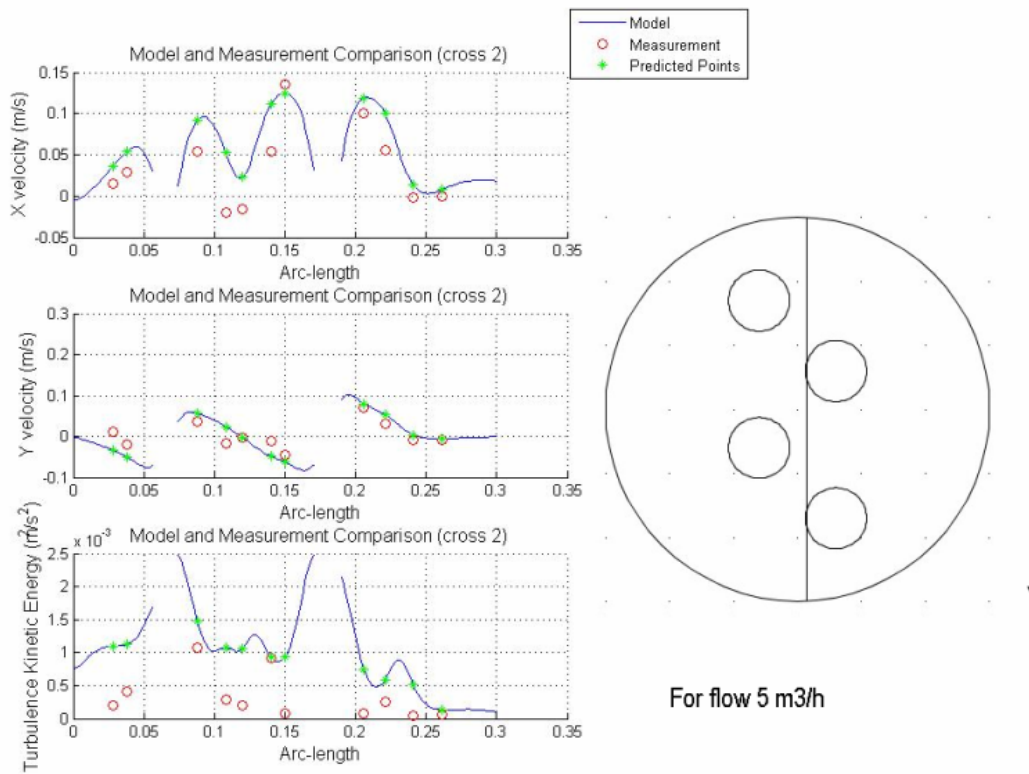 Model
Measurement
Predicted Points
Model and Measurement Comparison (cross 2)
X velocity (m/s)
0.15
0.1
0.05
0
-0.05
0 0.05 0.1 0.15 0.2 0.25 0.3 0.35
Arc-length
Model and Measurement Comparison (cross 2)
Y velocity (m/s)
0.3
0.2
0.1
0
-0.1
0 0.05 0.1 0.15 0.2 0.25 0.3 0.35
Arc-length
Model and Measurement Comparison (cross 2)
Turbulence Kinetic Energy (m²/s²)
x 10⁻³
2.5
2
1.5
1
0.5
0
0 0.05 0.1 0.15 0.2 0.25 0.3 0.35
Arc-length
For flow 5 m3/h